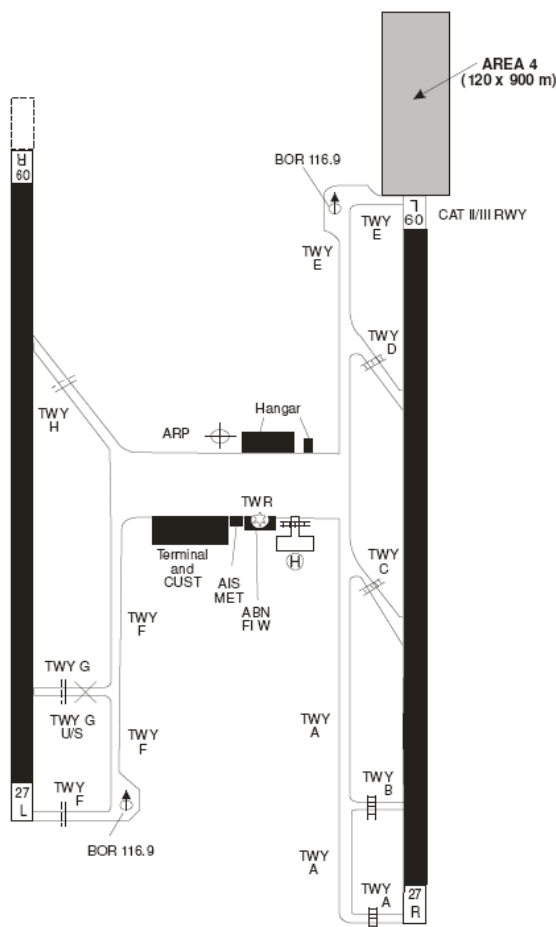 AREA 4
(120 x 900 m)
BOR 116.9
R
09
L
09
CAT II/III RWY
TWY
E
TWY
E
TWY
D
TWY
H
ARP
Hangar
TWR
Terminal
and
CUST
AIS
MET
ABN
FI W
H
TWY
C
TWY
F
TWY G
TWY G
U/S
TWY
F
TWY
A
27
L
TWY
F
BOR 116.9
TWY
B
TWY
A
TWY
A
27
R